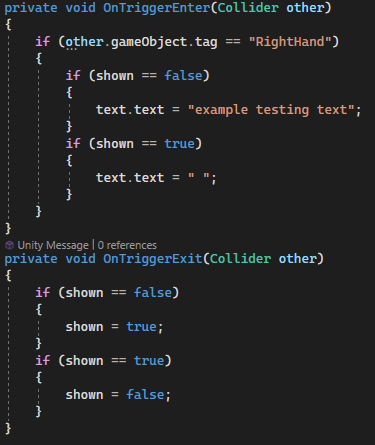 private void OnTriggerEnter(Collider other)
{
    if (other.gameObject.tag == "RightHand")
    {
        if (shown == false)
        {
            text.text = "example testing text";
        }
        if (shown == true)
        {
            text.text = " ";
        }
    }
}
Unity Message | 0 references
private void OnTriggerExit(Collider other)
{
    if (shown == false)
    {
        shown = true;
    }
    if (shown == true)
    {
        shown = false;
    }
}